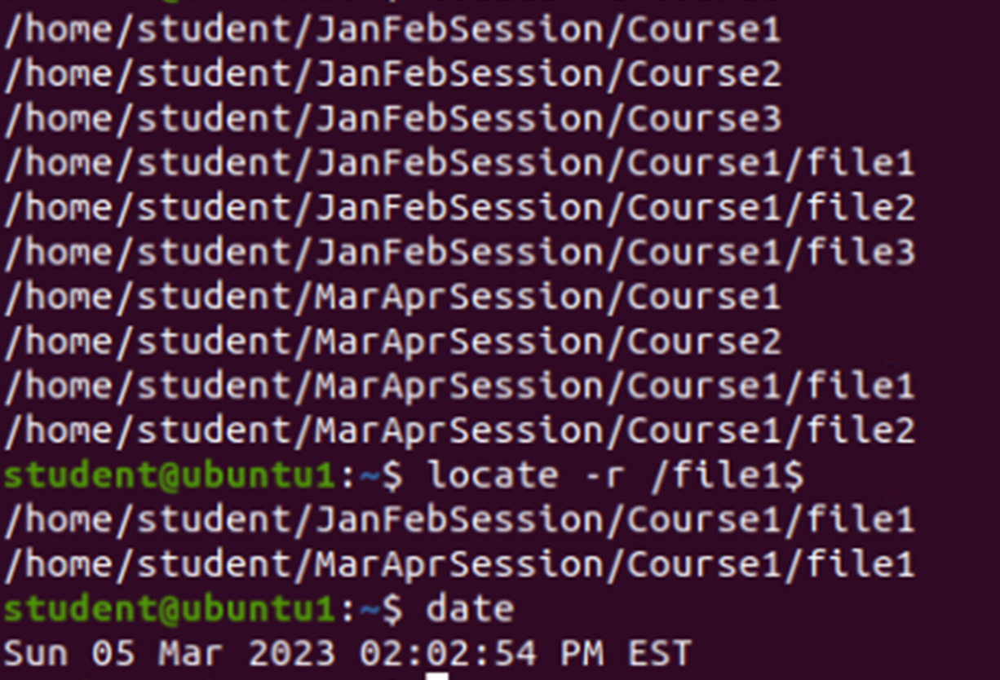 /home/student/JanFebSession/Course1
/home/student/JanFebSession/Course2
/home/student/JanFebSession/Course3
/home/student/JanFebSession/Course1/file1
/home/student/JanFebSession/Course1/file2
/home/student/JanFebSession/Course1/file3
/home/student/MarAprSession/Course1
/home/student/MarAprSession/Course2
/home/student/MarAprSession/Course1/file1
/home/student/MarAprSession/Course1/file2
student@ubuntu1:~$ locate -r /file1$
/home/student/JanFebSession/Course1/file1
/home/student/MarAprSession/Course1/file1
student@ubuntu1:~$ date
Sun 05 Mar 2023 02:02:54 PM EST